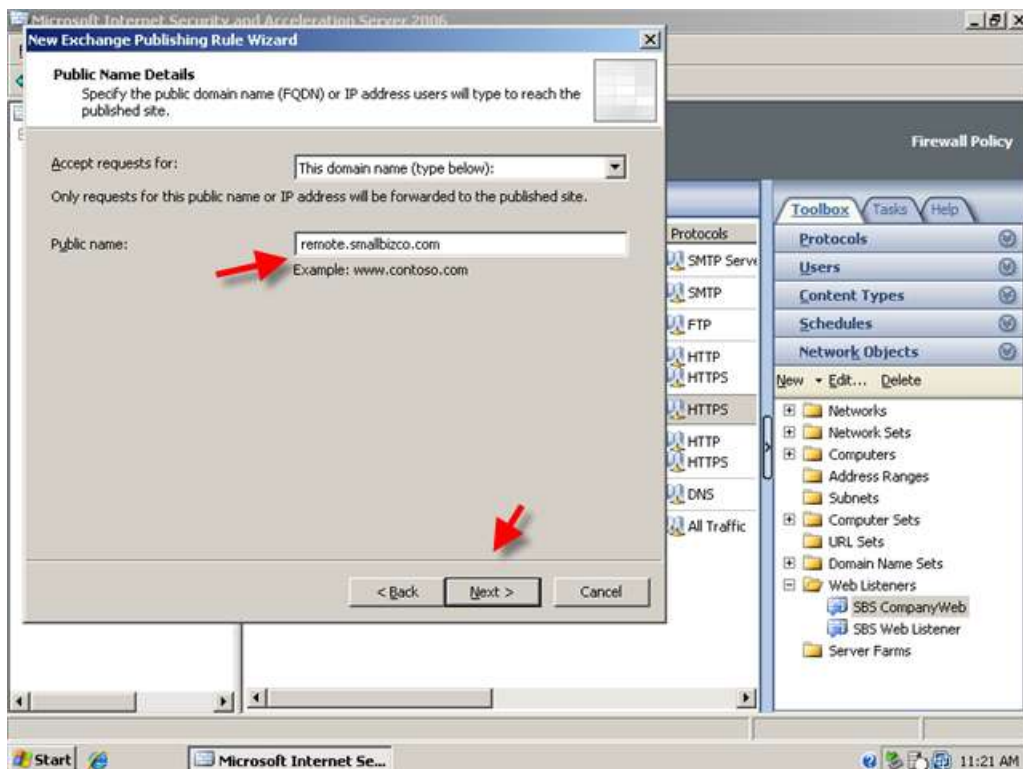 Microsoft Internet Security and Acceleration Server 2006
New Exchange Publishing Rule Wizard
Public Name Details
Specify the public domain name (FQDN) or IP address users will type to reach the
published site.
Accept requests for:
This domain name (type below):
Only requests for this public name or IP address will be forwarded to the published site.
Public name:
remote.smallbizco.com
Example: www.contoso.com
< Back
Next >
Cancel
Firewall Policy
Protocols
SMTP Serve
SMTP
FTP
HTTP
HTTPS
HTTPS
HTTP
HTTPS
DNS
All Traffic
Toolbox
Tasks
Help
Protocols
Users
Content Types
Schedules
Network Objects
New
Edit...
Delete
Networks
Network Sets
Computers
Address Ranges
Subnets
Computer Sets
URL Sets
Domain Name Sets
Web Listeners
SBS CompanyWeb
SBS Web Listener
Server Farms
Start
Microsoft Internet Se...
11:21 AM